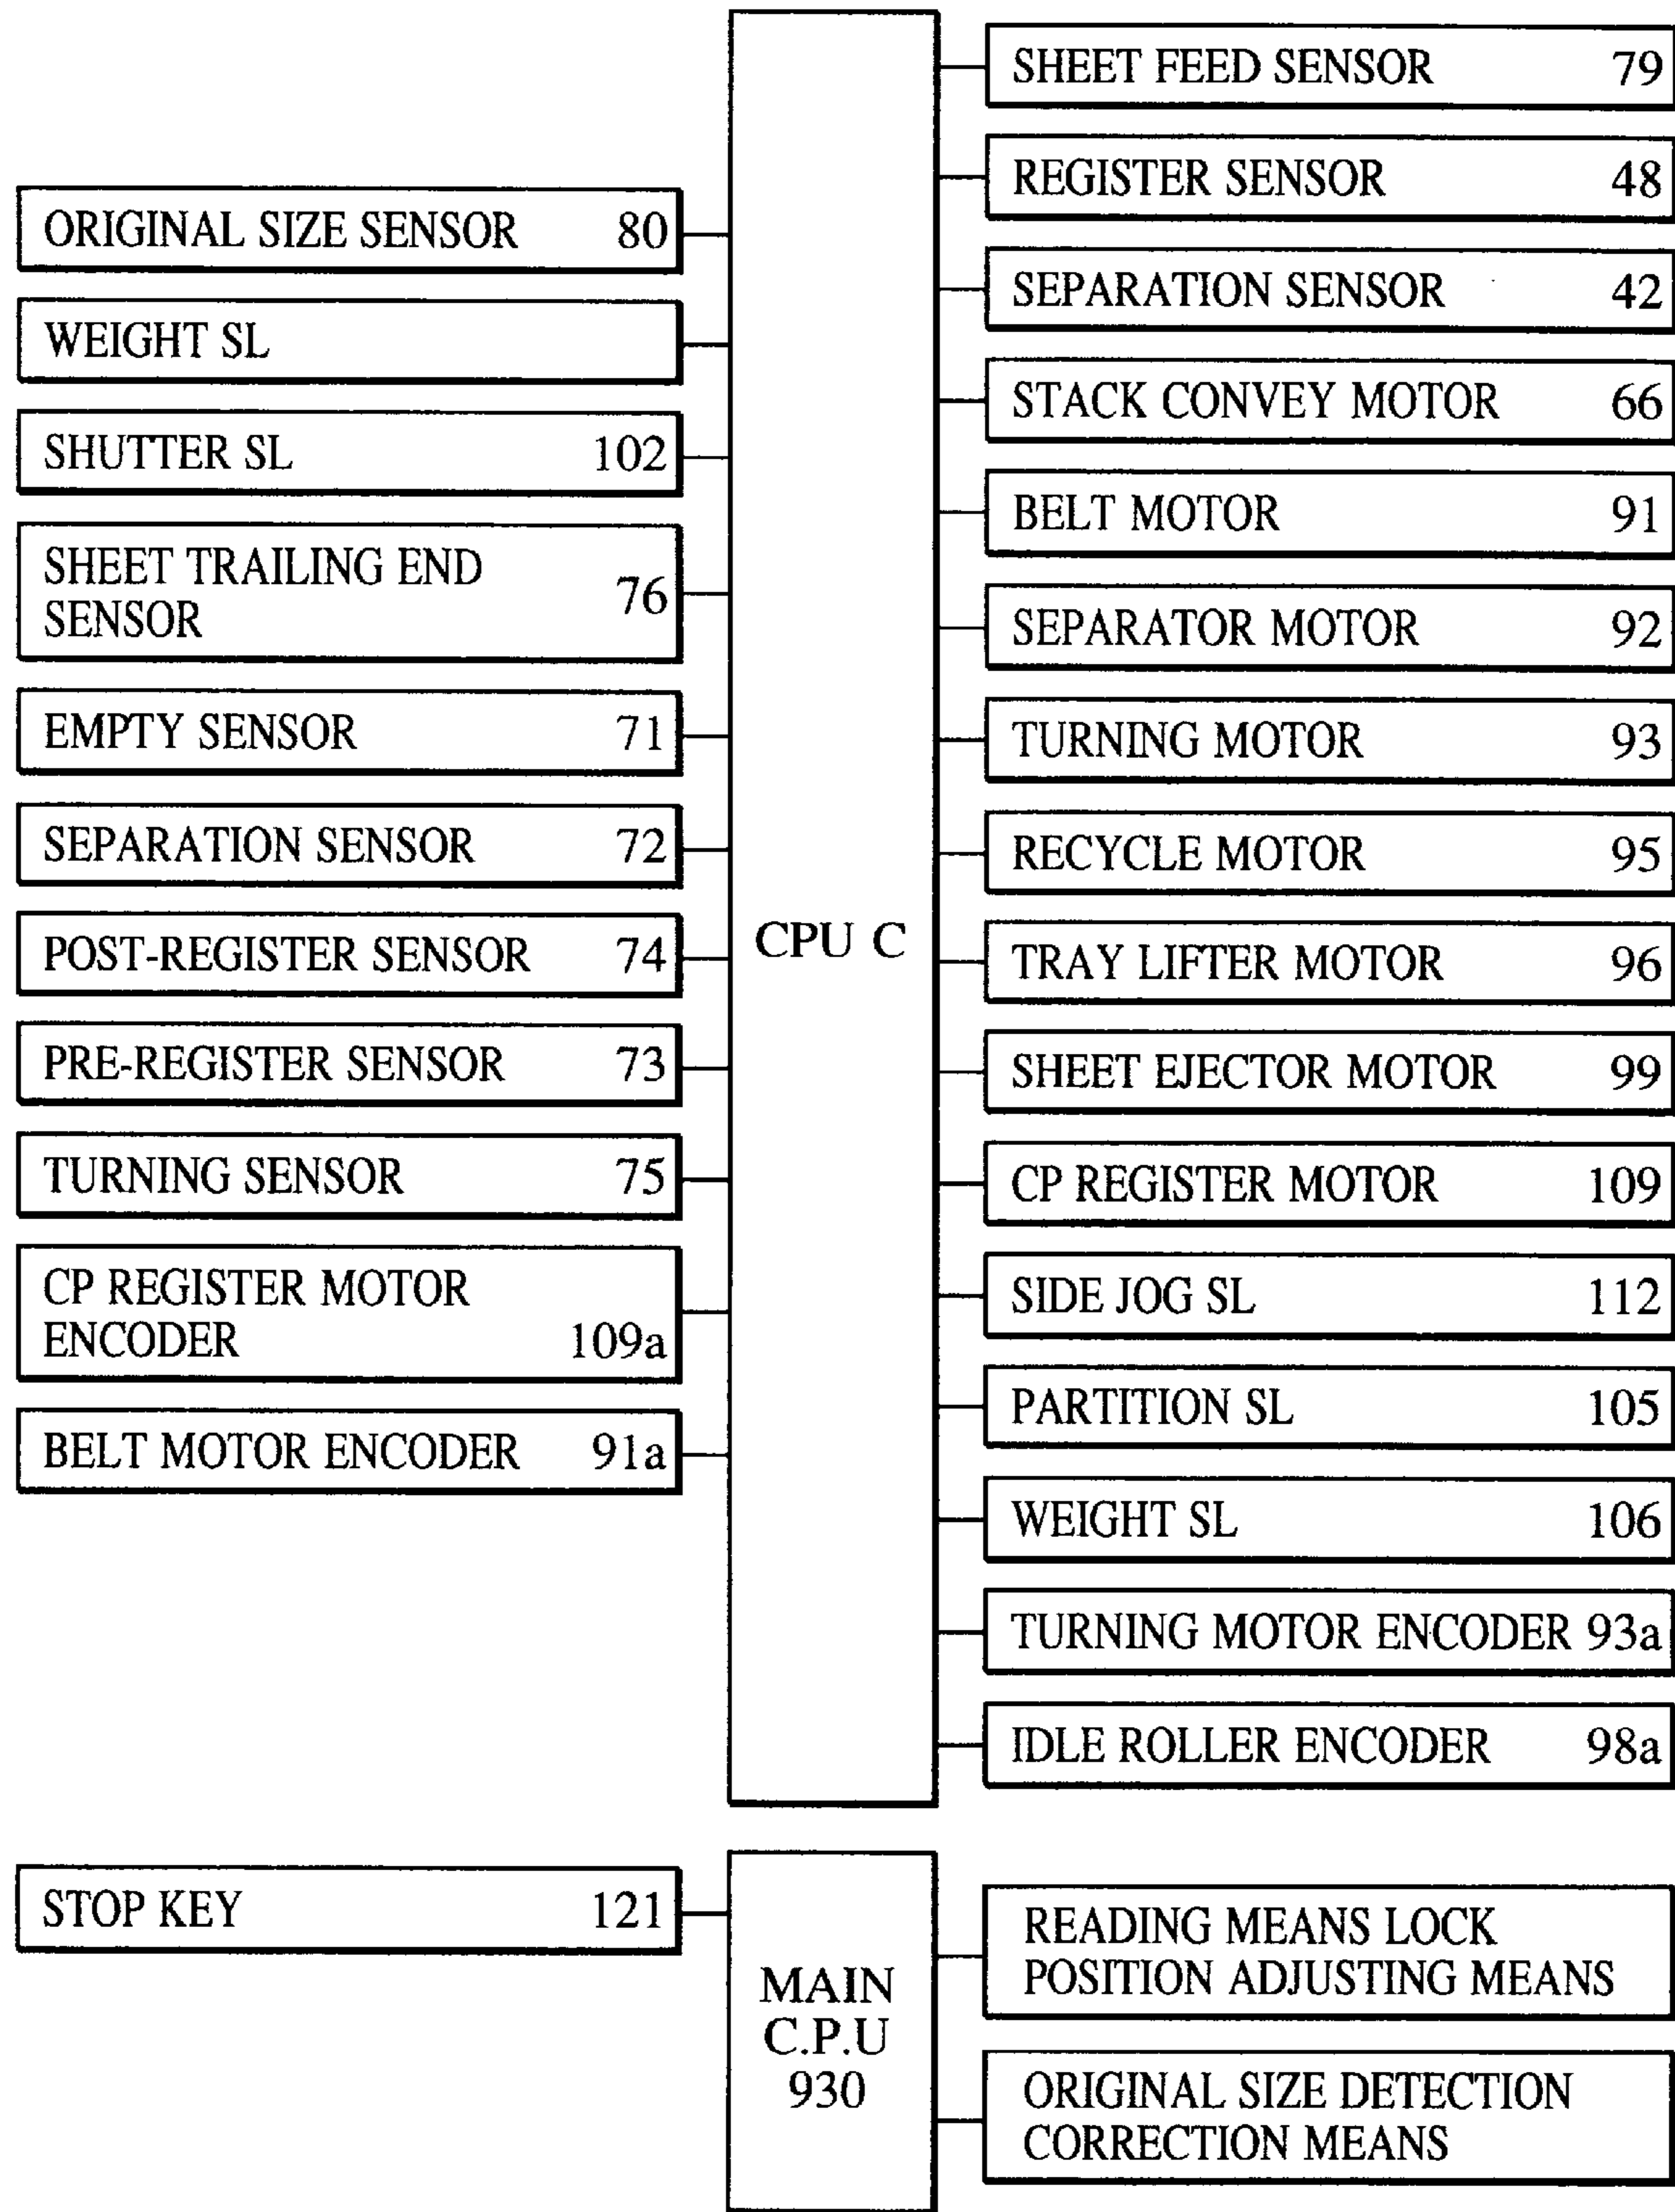 ORIGINAL SIZE SENSOR 80
WEIGHT SL
SHUTTER SL 102
SHEET TRAILING END
SENSOR 76
EMPTY SENSOR 71
SEPARATION SENSOR 72
POST-REGISTER SENSOR 74
PRE-REGISTER SENSOR 73
TURNING SENSOR 75
CP REGISTER MOTOR
ENCODER 109a
BELT MOTOR ENCODER 91a
CPU C
SHEET FEED SENSOR 79
REGISTER SENSOR 48
SEPARATION SENSOR 42
STACK CONVEY MOTOR 66
BELT MOTOR 91
SEPARATOR MOTOR 92
TURNING MOTOR 93
RECYCLE MOTOR 95
TRAY LIFTER MOTOR 96
SHEET EJECTOR MOTOR 99
CP REGISTER MOTOR 109
SIDE JOG SL 112
PARTITION SL 105
WEIGHT SL 106
TURNING MOTOR ENCODER 93a
IDLE ROLLER ENCODER 98a
STOP KEY 121
MAIN
C.P.U
930
READING MEANS LOCK
POSITION ADJUSTING MEANS
ORIGINAL SIZE DETECTION
CORRECTION MEANS